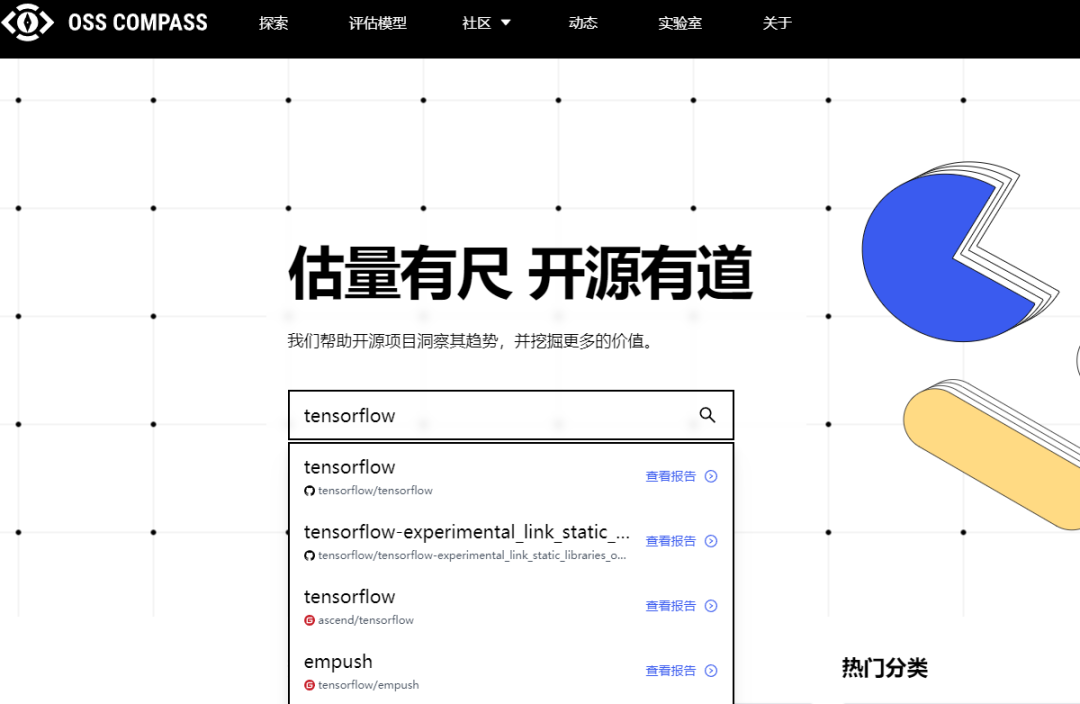 OSS COMPASS 探索 评估模型 社区 动态 实验室 关于
估量有尺 开源有道
我们帮助开源项目洞察其趋势，并挖掘更多的价值。
tensorflow
tensorflow
tensorflow/tensorflow 查看报告
tensorflow-experimental_link_static_...
tensorflow/tensorflow-experimental_link_static_libraries_o... 查看报告
tensorflow
ascend/tensorflow 查看报告
empush
tensorflow/empush 查看报告
热门分类